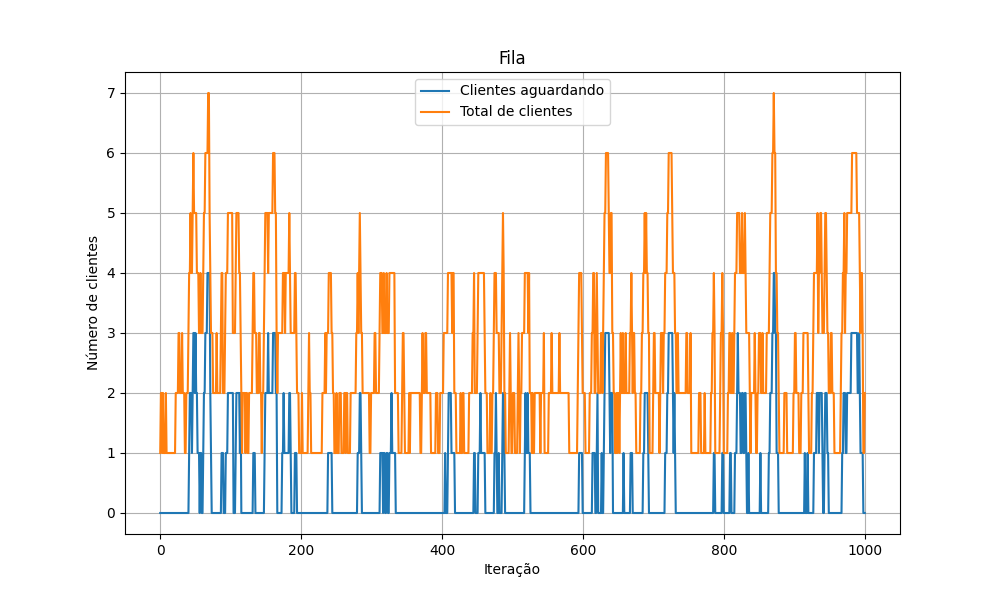 Fila
Clientes aguardando
Total de clientes
7
6
5
4
3
2
1
0
Número de clientes
0 200 400 600 800 1000
Iteração